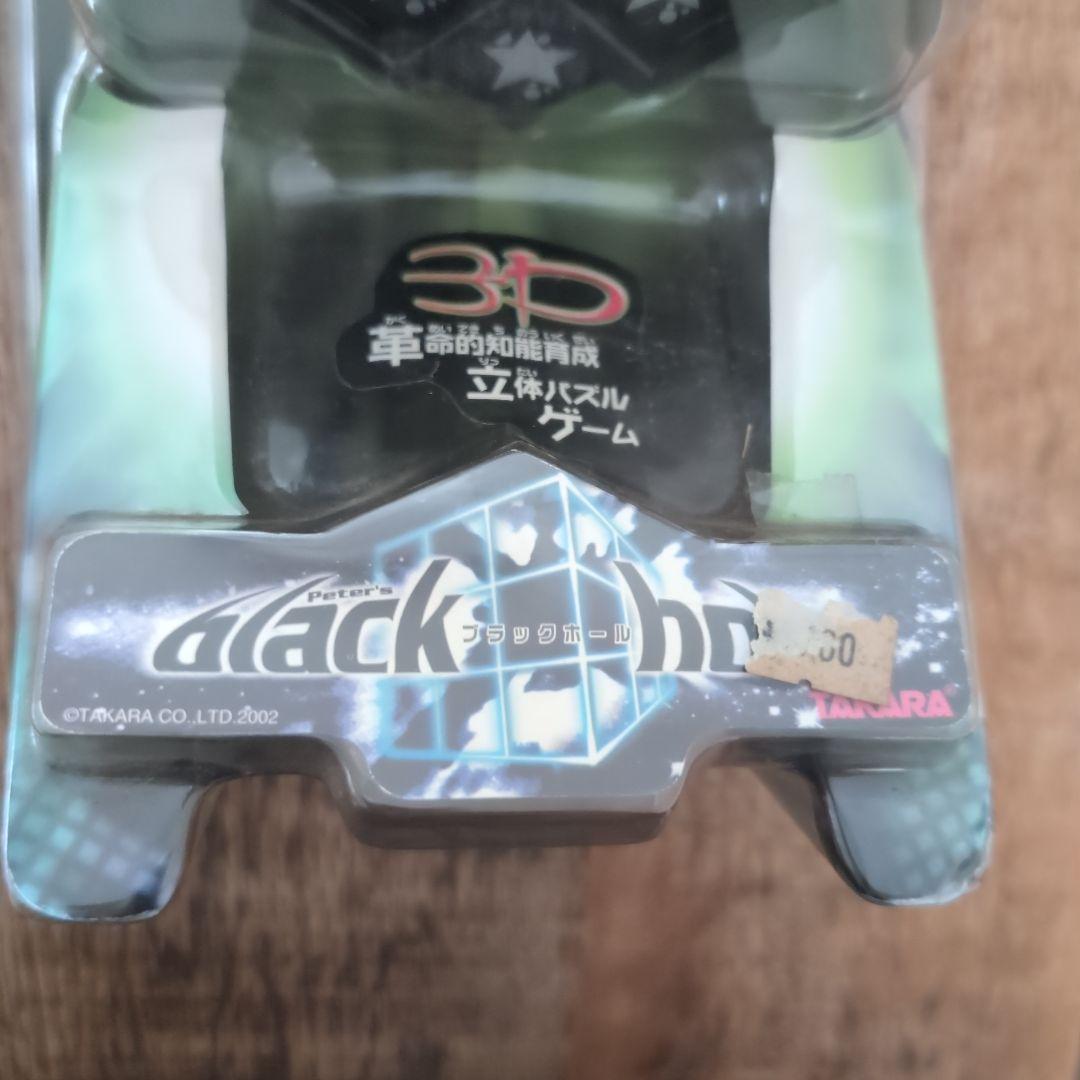 3D
革命的知能育成
立体パズル
ゲーム
Peter's
black
ブラックホール
©TAKARA CO.,LTD.2002
TAKARA